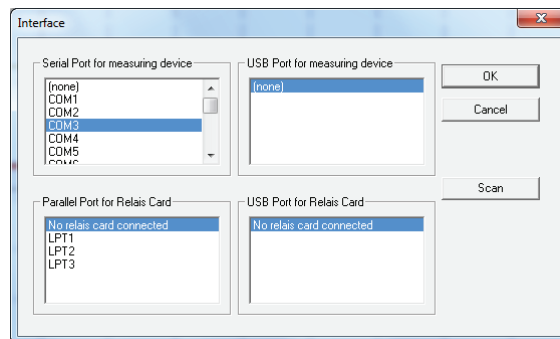 Interface
Serial Port for measuring device
(none)
COM1
COM2
COM3
COM4
COM5
COM6
USB Port for measuring device
(none)
OK
Cancel
Scan
Parallel Port for Relais Card
No relais card connected
LPT1
LPT2
LPT3
USB Port for Relais Card
No relais card connected